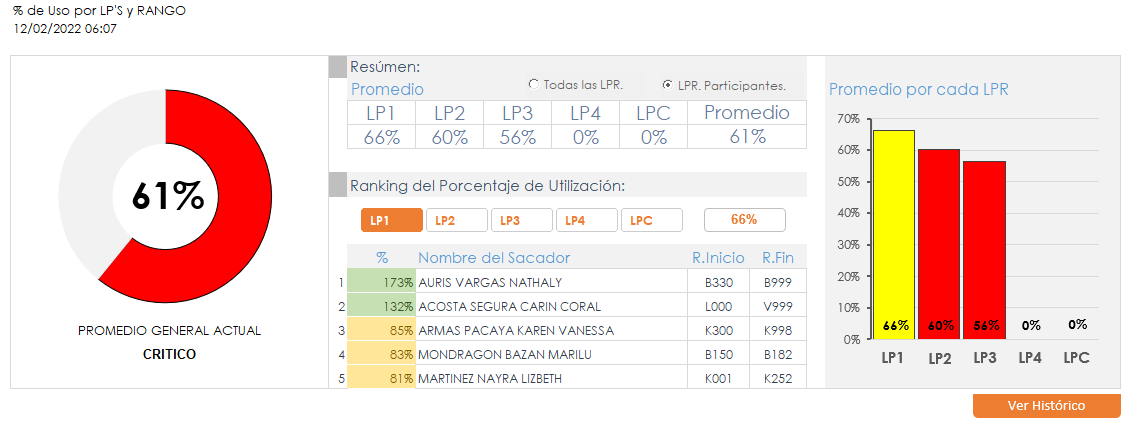 % de Uso por LP'S y RANGO
12/02/2022 06:07
61%
PROMEDIO GENERAL ACTUAL
CRITICO
Resúmen:
Promedio
Todas las LPR.
LPR. Participantes.
LP1 LP2 LP3 LP4 LPC Promedio
66% 60% 56% 0% 0% 61%
Ranking del Porcentaje de Utilización:
LP1 LP2 LP3 LP4 LPC 66%
% Nombre del Sacador R.Inicio R.Fin
1 173% AURIS VARGAS NATHALY B330 B999
2 132% ACOSTA SEGURA CARIN CORAL L000 V999
3 85% ARMAS PACAYA KAREN VANESSA K300 K998
4 83% MONDRAGON BAZAN MARILU B150 B182
5 81% MARTINEZ NAYRA LIZBETH K001 K252
Promedio por cada LPR
70%
60%
50%
40%
30%
20%
10%
0%
66% 60% 56% 0% 0%
LP1 LP2 LP3 LP4 LPC
Ver Histórico